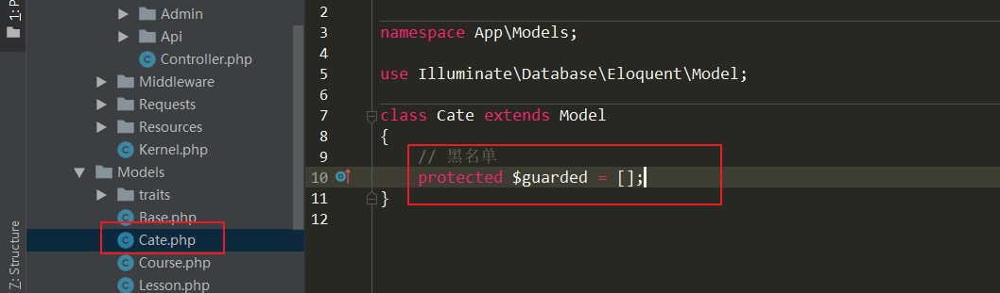 1: P
Admin
Api
Controller.php
Middleware
Requests
Resources
Kernel.php
Models
traits
Base.php
Cate.php
Course.php
Lesson.php
Z: Structure
2
3 namespace App\Models;
4
5 use Illuminate\Database\Eloquent\Model;
6
7 class Cate extends Model
8 {
9 // 黑名单
10 protected $guarded = [];
11 }
12